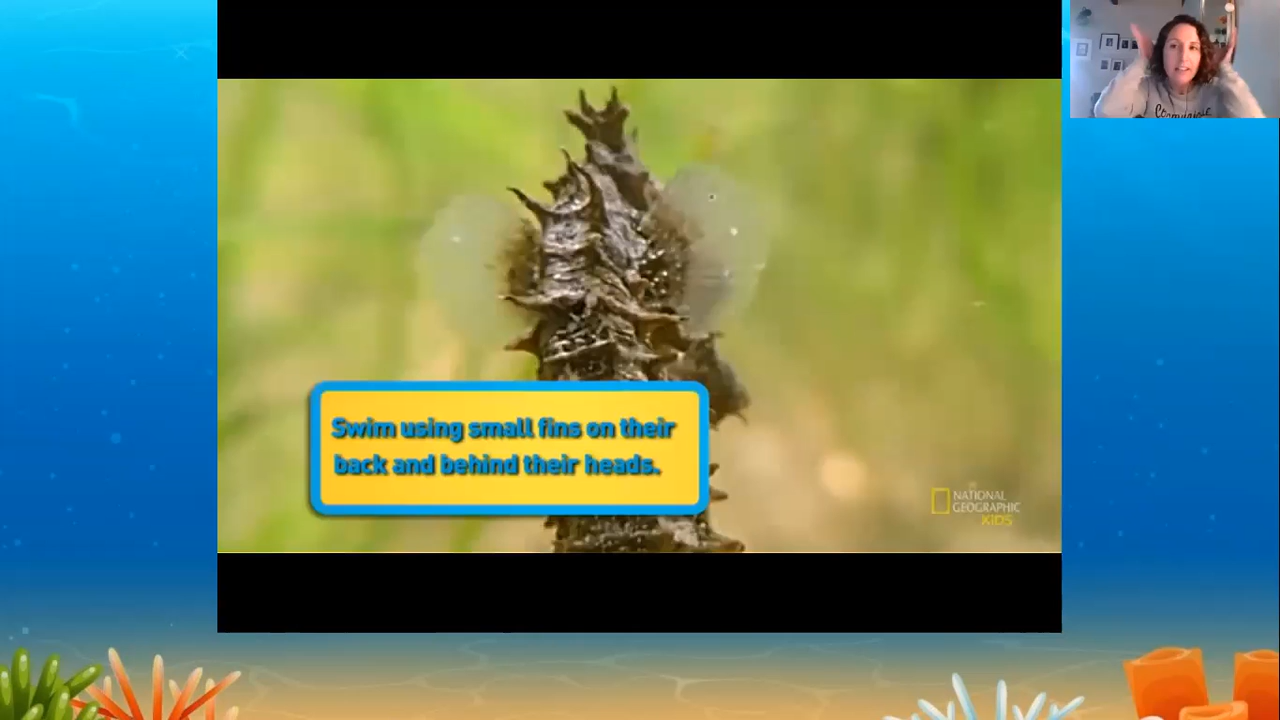 Swim using small fins on their
back and behind their heads.
NATIONAL
GEOGRAPHIC
KIDS